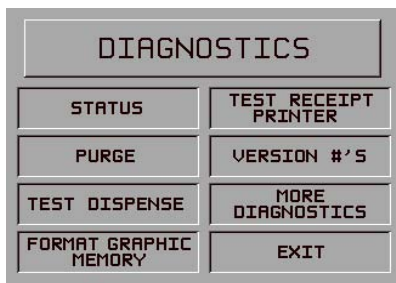 DIAGNOSTICS
STATUS
TEST RECEIPT
PRINTER
PURGE
VERSION #'S
TEST DISPENSE
MORE
DIAGNOSTICS
FORMAT GRAPHIC
MEMORY
EXIT